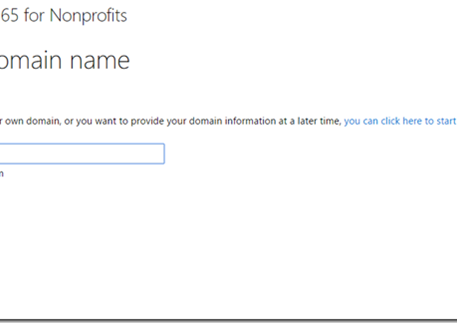 65 for Nonprofits
omain name
r own domain, or you want to provide your domain information at a later time, you can click here to start